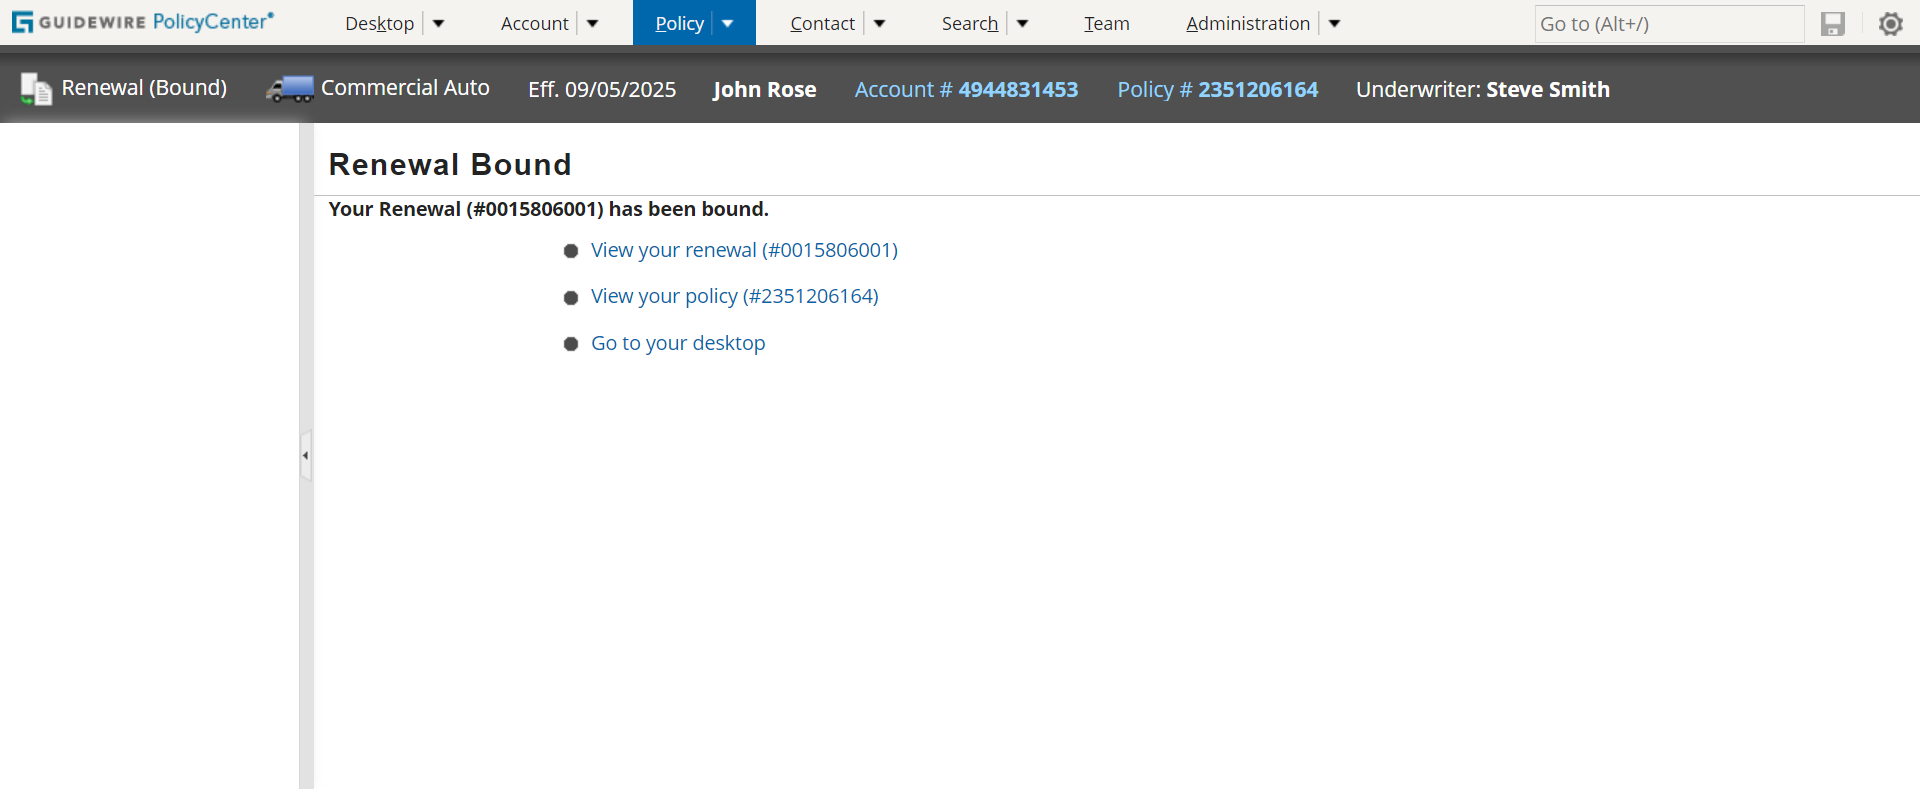 GUIDEWIRE PolicyCenter® Desktop Account Policy Contact Search Team Administration Go to (Alt+/)
Renewal (Bound) Commercial Auto Eff. 09/05/2025 John Rose Account # 4944831453 Policy # 2351206164 Underwriter: Steve Smith
Renewal Bound
Your Renewal (#0015806001) has been bound.
View your renewal (#0015806001)
View your policy (#2351206164)
Go to your desktop